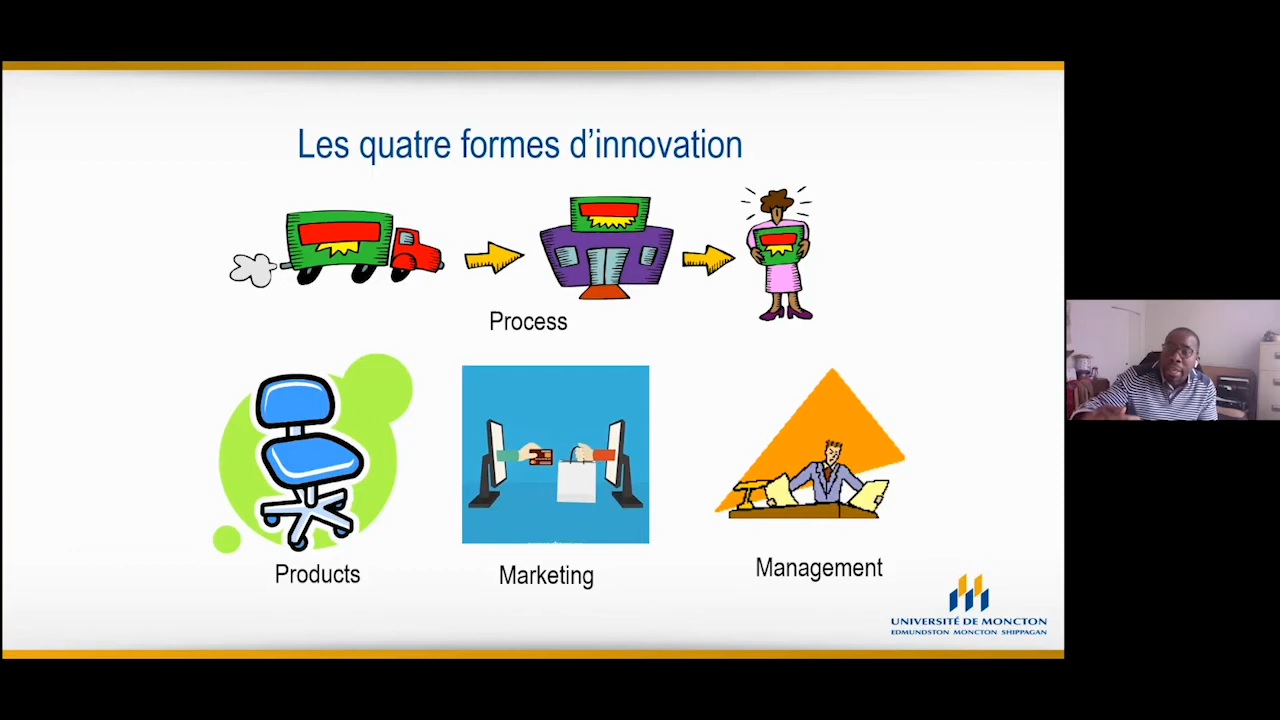 Les quatre formes d'innovation
Process
Products
Marketing
Management
UNIVERSITÉ DE MONCTON
EDMUNDSTON MONCTON SHIPPAGAN